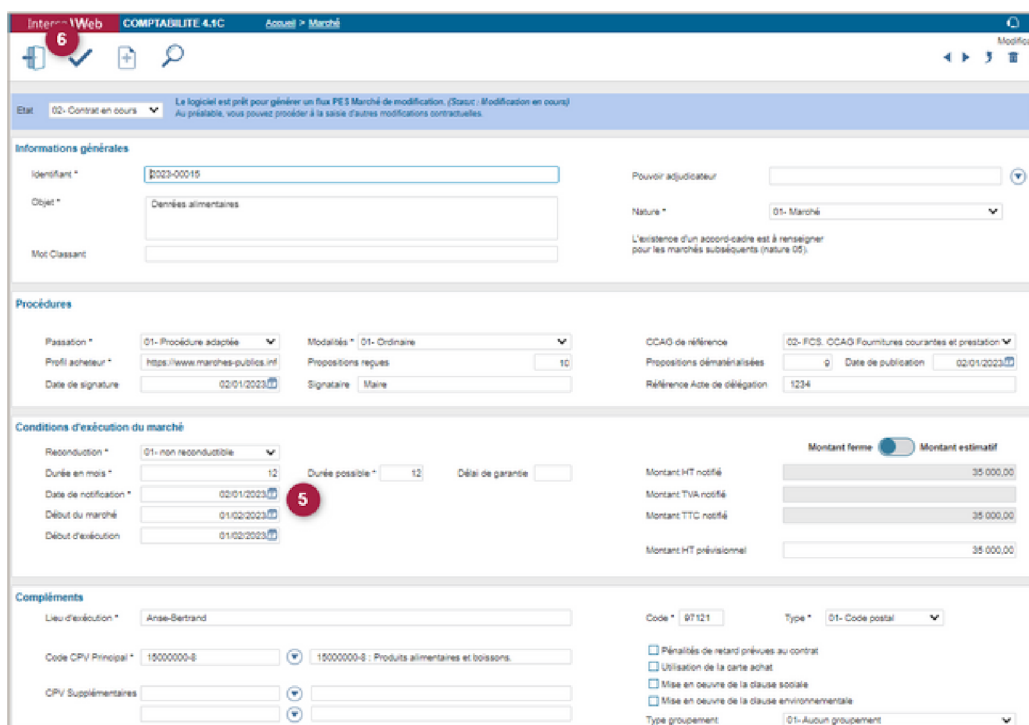 COMPTABILITE 4.1C Accueil > Marché
6
Etat 02- Contrat en cours Le logiciel est prêt pour générer un flux PES Marché de modification. (Statut : Modification en cours)
Au préalable, vous pouvez procéder à la saisie d'autres modifications contractuelles.
Informations générales
Identifiant * 2023-00015 Pouvoir adjudicateur
Objet * Denrées alimentaires Nature * 01- Marché
L'existence d'un accord-cadre est à renseigner
pour les marchés subséquents (nature 05).
Mot Classant
Procédures
Passation * 01- Procédure adaptée Modalités * 01- Ordinaire CCAG de référence 02- FCS. CCAG Fournitures courantes et prestation
Profil acheteur * https://www.marches-publics.inf Propositions reçues 10 Propositions dématérialisées 9 Date de publication 02/01/2023
Date de signature 02/01/2023 Signataire Maire Référence Acte de délégation 1234
Conditions d'exécution du marché
Montant ferme Montant estimatif
Reconduction * 01- non reconductible
Durée en mois * 12 Durée possible * 12 Délai de garantie Montant HT notifié 35 000,00
Date de notification * 02/01/2023 5 Montant TVA notifié
Début du marché 01/02/2023 Montant TTC notifié 35 000,00
Début d'exécution 01/02/2023
Montant HT prévisionnel 35 000,00
Compléments
Lieu d'exécution * Anse-Bertrand Code * 97121 Type * 01- Code postal
Code CPV Principal * 15000000-8 15000000-8 : Produits alimentaires et boissons.
Pénalités de retard prévues au contrat
Utilisation de la carte achat
Mise en oeuvre de la clause sociale
CPV Supplémentaires
Mise en oeuvre de la clause environnementale
Type groupement 01- Aucun groupement